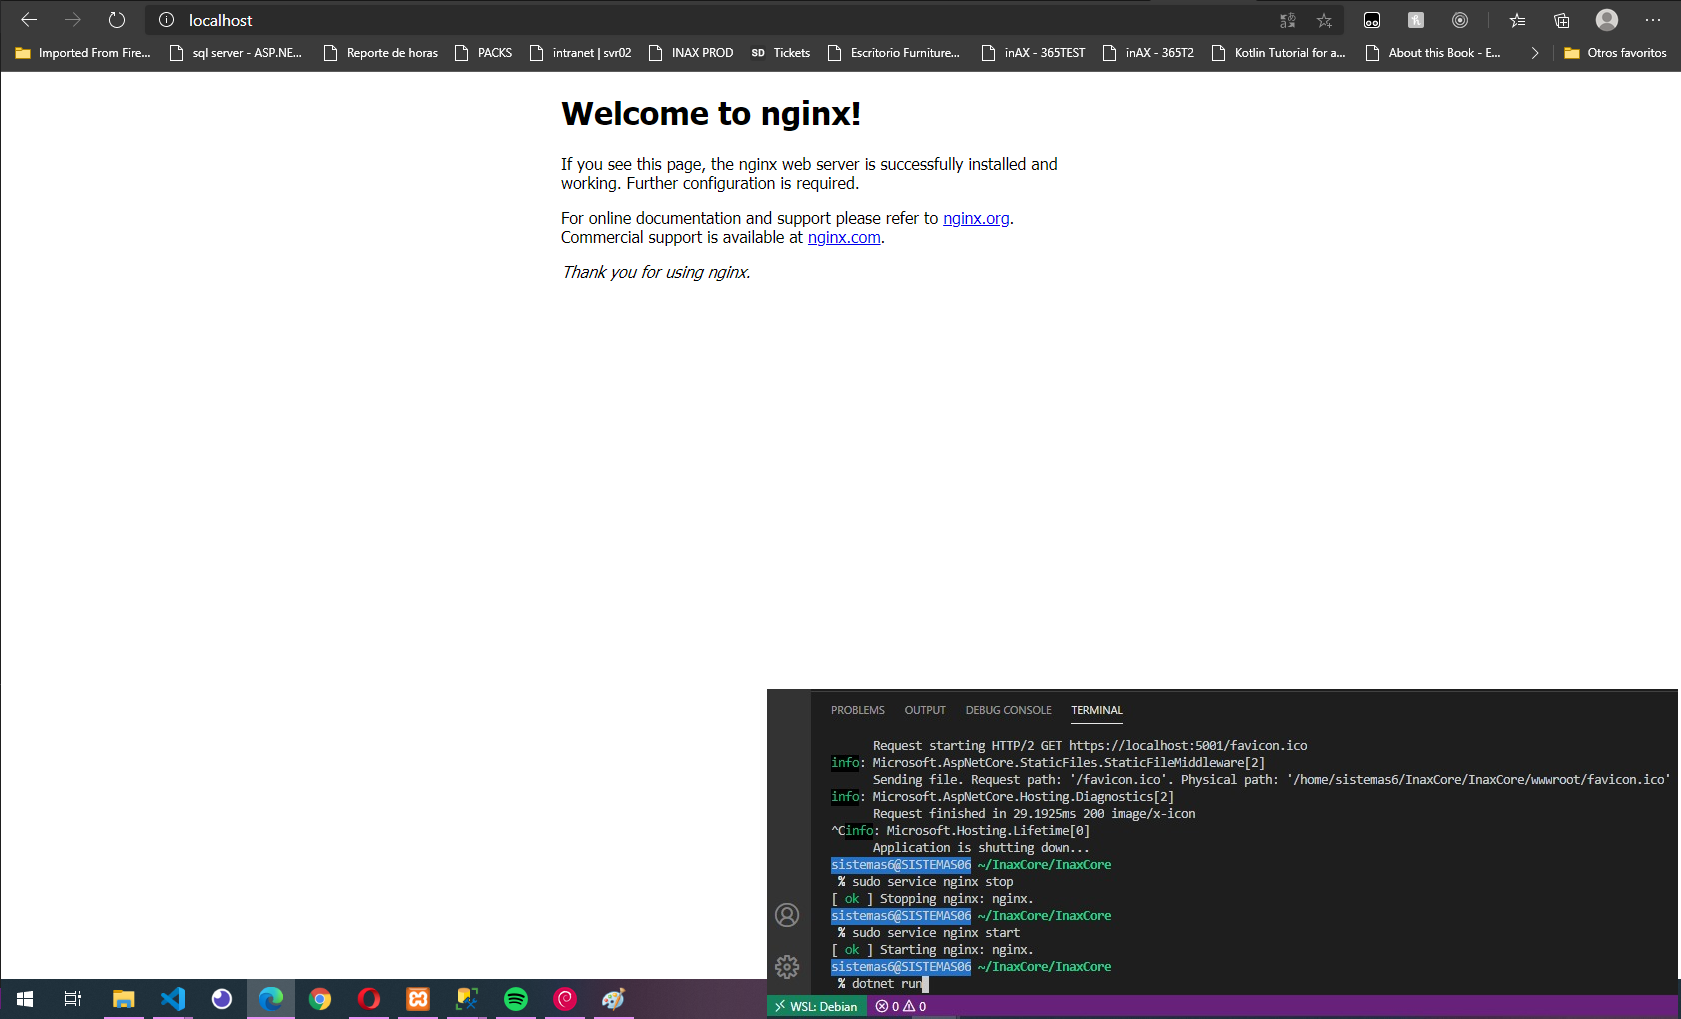 localhost
Imported From Fire... sql server - ASP.NE... Reporte de horas PACKS intranet | svr02 INAX PROD SD Tickets Escritorio Furniture... inAX - 365TEST inAX - 365T2 Kotlin Tutorial for a... About this Book - E... Otros favoritos
Welcome to nginx!
If you see this page, the nginx web server is successfully installed and
working. Further configuration is required.
For online documentation and support please refer to nginx.org.
Commercial support is available at nginx.com.
Thank you for using nginx.
PROBLEMS OUTPUT DEBUG CONSOLE TERMINAL
Request starting HTTP/2 GET https://localhost:5001/favicon.ico
info: Microsoft.AspNetCore.StaticFiles.StaticFileMiddleware[2]
Sending file. Request path: '/favicon.ico'. Physical path: '/home/sistemas6/InaxCore/InaxCore/wwwroot/favicon.ico'
info: Microsoft.AspNetCore.Hosting.Diagnostics[2]
Request finished in 29.1925ms 200 image/x-icon
^Cinfo: Microsoft.Hosting.Lifetime[0]
Application is shutting down...
sistemas6@SISTEMAS06 ~/InaxCore/InaxCore
% sudo service nginx stop
[ ok ] Stopping nginx: nginx.
sistemas6@SISTEMAS06 ~/InaxCore/InaxCore
% sudo service nginx start
[ ok ] Starting nginx: nginx.
sistemas6@SISTEMAS06 ~/InaxCore/InaxCore
% dotnet run
WSL: Debian 0 0